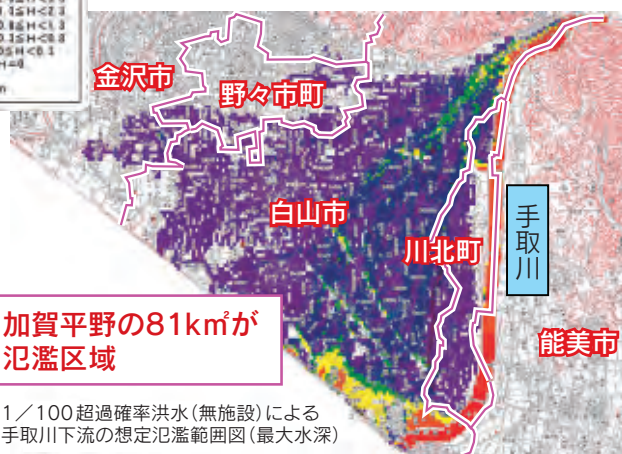 金沢市
野々市町
白山市
川北町
手取川
能美市
加賀平野の81k㎡が
氾濫区域
1／100超過確率洪水(無施設)による
手取川下流の想定氾濫範囲図(最大水深)